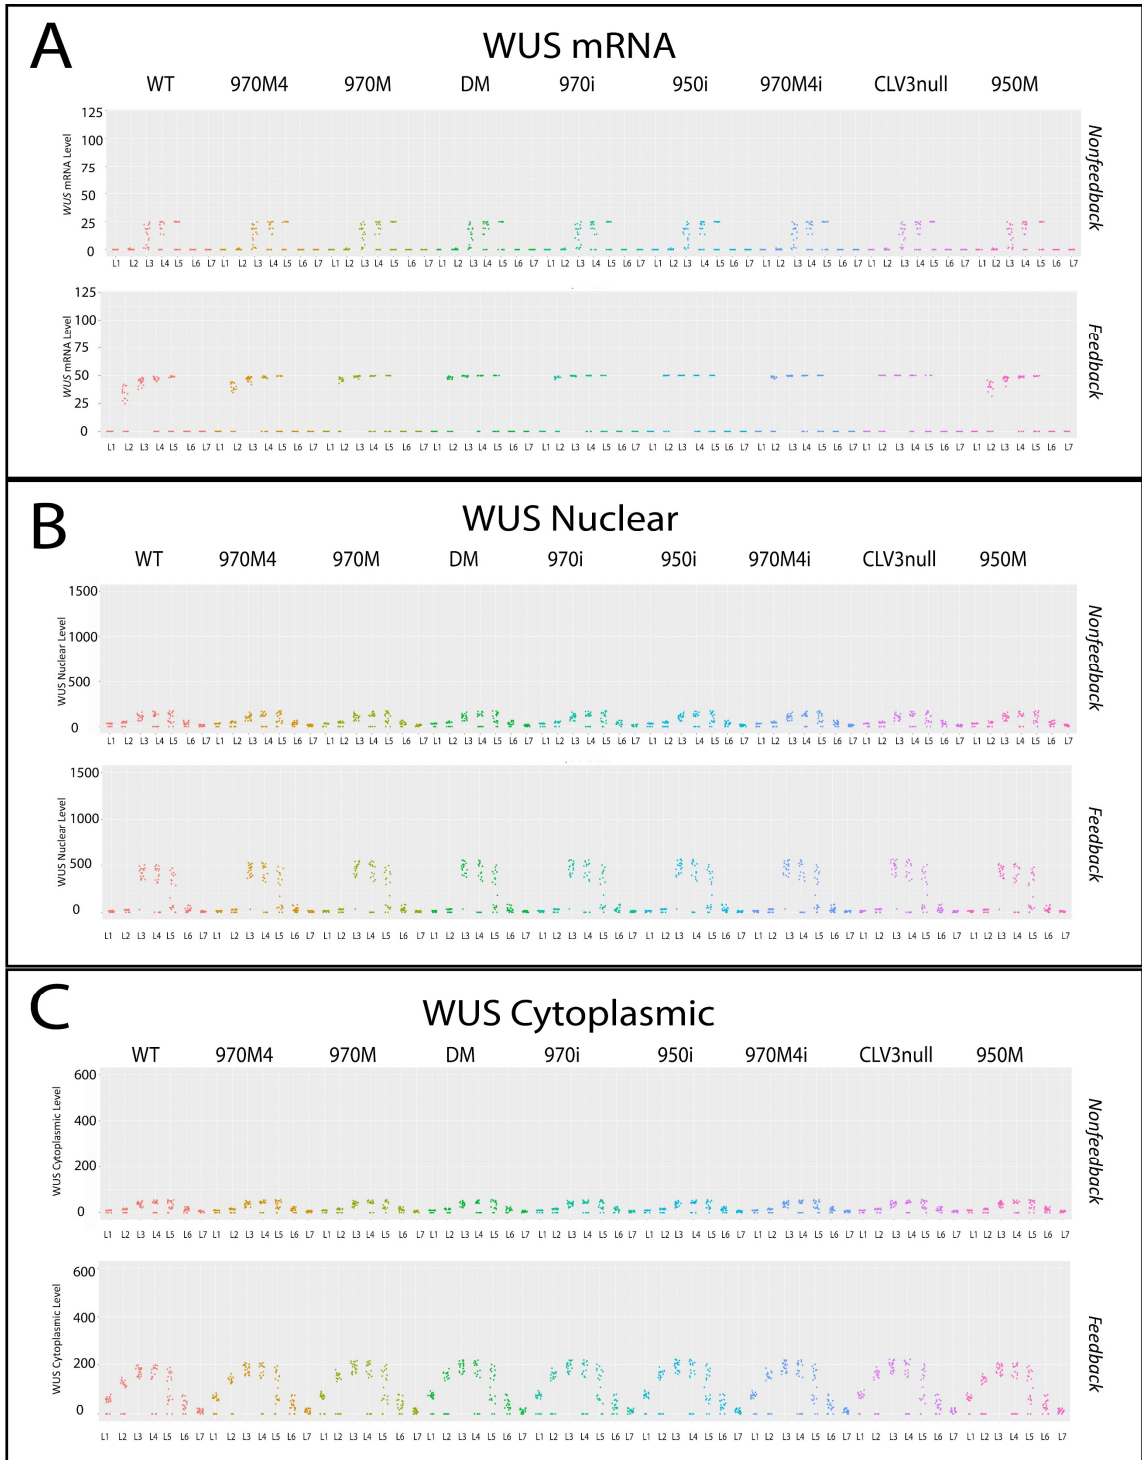 A
WUS mRNA
WT 970M4 970M DM 970i 950i 970M4i CLV3null 950M
125
100
75
50
25
0
WUS mRNA Level
Nonfeedback
L1 L2 L3 L4 L5 L6 L7 L1 L2 L3 L4 L5 L6 L7 L1 L2 L3 L4 L5 L6 L7 L1 L2 L3 L4 L5 L6 L7 L1 L2 L3 L4 L5 L6 L7 L1 L2 L3 L4 L5 L6 L7 L1 L2 L3 L4 L5 L6 L7 L1 L2 L3 L4 L5 L6 L7 L1 L2 L3 L4 L5 L6 L7
125
100
75
50
25
0
WUS mRNA Level
Feedback
L1 L2 L3 L4 L5 L6 L7 L1 L2 L3 L4 L5 L6 L7 L1 L2 L3 L4 L5 L6 L7 L1 L2 L3 L4 L5 L6 L7 L1 L2 L3 L4 L5 L6 L7 L1 L2 L3 L4 L5 L6 L7 L1 L2 L3 L4 L5 L6 L7 L1 L2 L3 L4 L5 L6 L7 L1 L2 L3 L4 L5 L6 L7
B
WUS Nuclear
WT 970M4 970M DM 970i 950i 970M4i CLV3null 950M
1500
1000
500
0
WUS Nuclear Level
Nonfeedback
L1 L2 L3 L4 L5 L6 L7 L1 L2 L3 L4 L5 L6 L7 L1 L2 L3 L4 L5 L6 L7 L1 L2 L3 L4 L5 L6 L7 L1 L2 L3 L4 L5 L6 L7 L1 L2 L3 L4 L5 L6 L7 L1 L2 L3 L4 L5 L6 L7 L1 L2 L3 L4 L5 L6 L7 L1 L2 L3 L4 L5 L6 L7
1500
1000
500
0
WUS Nuclear Level
Feedback
L1 L2 L3 L4 L5 L6 L7 L1 L2 L3 L4 L5 L6 L7 L1 L2 L3 L4 L5 L6 L7 L1 L2 L3 L4 L5 L6 L7 L1 L2 L3 L4 L5 L6 L7 L1 L2 L3 L4 L5 L6 L7 L1 L2 L3 L4 L5 L6 L7 L1 L2 L3 L4 L5 L6 L7 L1 L2 L3 L4 L5 L6 L7
C
WUS Cytoplasmic
WT 970M4 970M DM 970i 950i 970M4i CLV3null 950M
600
400
200
0
WUS Cytoplasmic Level
Nonfeedback
L1 L2 L3 L4 L5 L6 L7 L1 L2 L3 L4 L5 L6 L7 L1 L2 L3 L4 L5 L6 L7 L1 L2 L3 L4 L5 L6 L7 L1 L2 L3 L4 L5 L6 L7 L1 L2 L3 L4 L5 L6 L7 L1 L2 L3 L4 L5 L6 L7 L1 L2 L3 L4 L5 L6 L7 L1 L2 L3 L4 L5 L6 L7
600
400
200
0
WUS Cytoplasmic Level
Feedback
L1 L2 L3 L4 L5 L6 L7 L1 L2 L3 L4 L5 L6 L7 L1 L2 L3 L4 L5 L6 L7 L1 L2 L3 L4 L5 L6 L7 L1 L2 L3 L4 L5 L6 L7 L1 L2 L3 L4 L5 L6 L7 L1 L2 L3 L4 L5 L6 L7 L1 L2 L3 L4 L5 L6 L7 L1 L2 L3 L4 L5 L6 L7